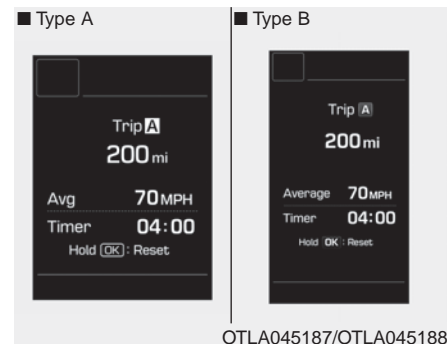 ■ Type A
Trip A
200 mi
Avg 70 MPH
Timer 04:00
Hold OK : Reset
■ Type B
Trip A
200 mi
Average 70 MPH
Timer 04:00
Hold OK : Reset
OTLA045187/OTLA045188